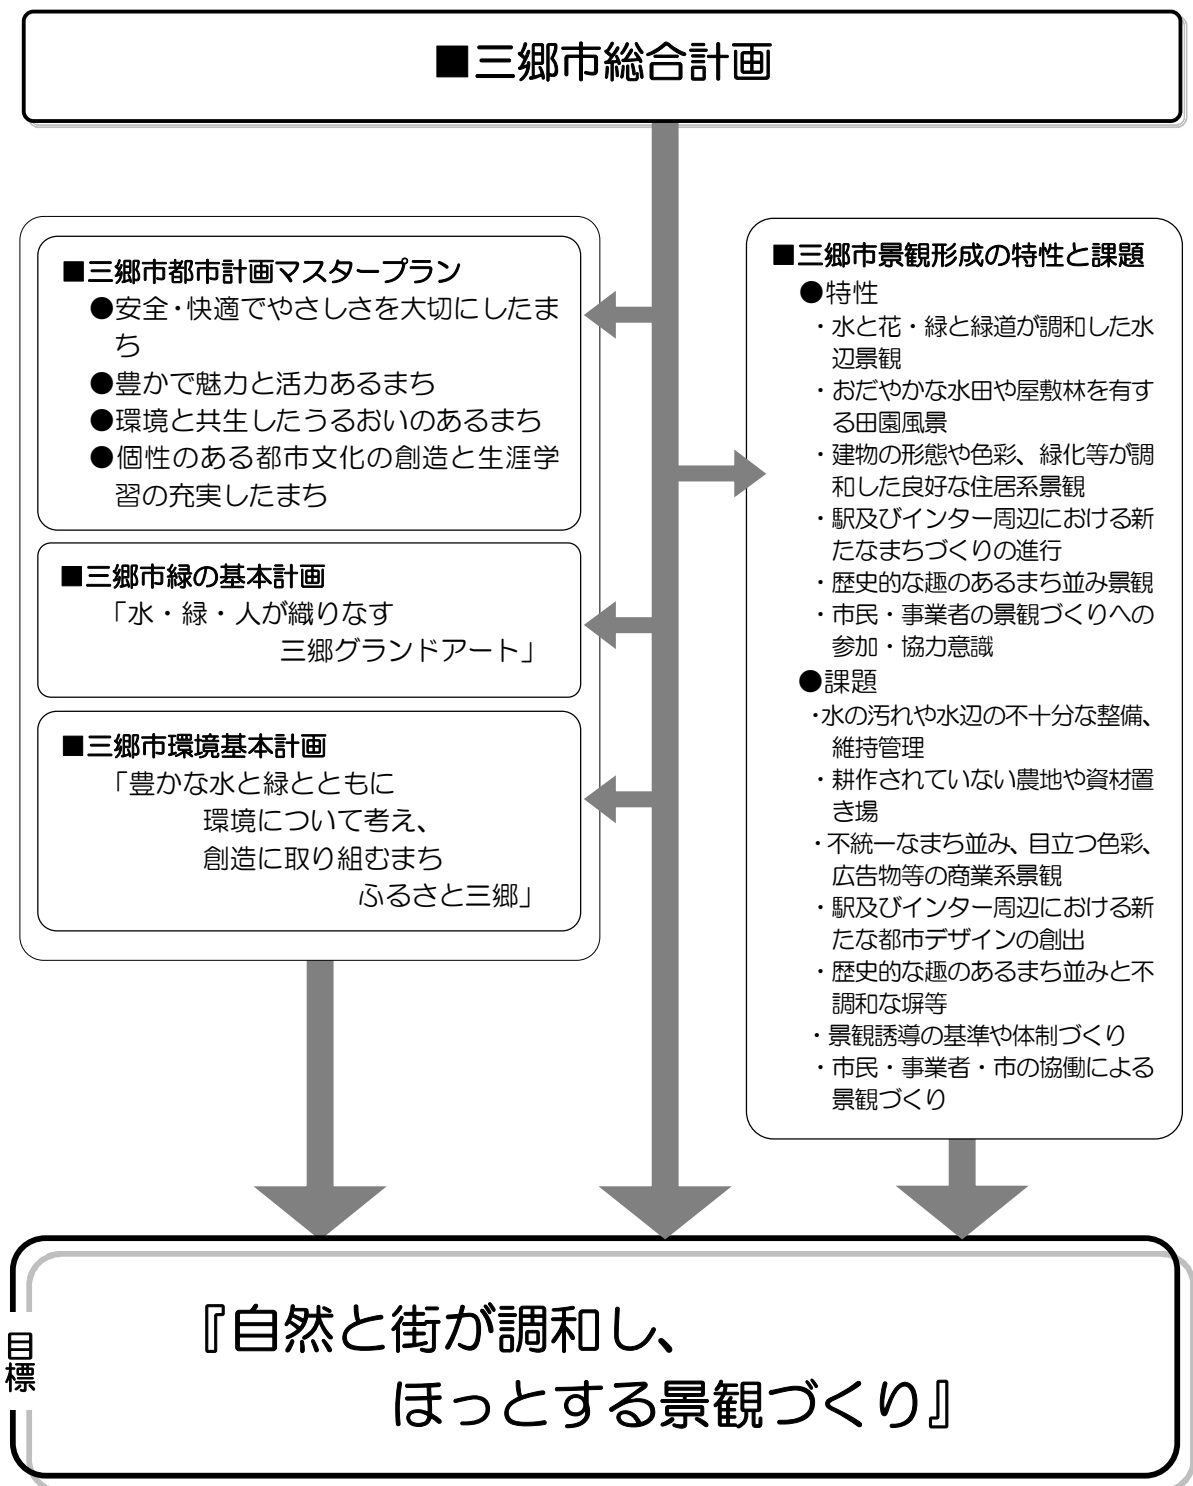 ■三郷市総合計画
■三郷市都市計画マスタープラン
●安全・快適でやさしさを大切にしたま
ち
●豊かで魅力と活力あるまち
●環境と共生したうるおいのあるまち
●個性のある都市文化の創造と生涯学
習の充実したまち
■三郷市緑の基本計画
「水・緑・人が織りなす
三郷グランドアート」
■三郷市環境基本計画
「豊かな水と緑とともに
環境について考え、
創造に取り組むまち
ふるさと三郷」
■三郷市景観形成の特性と課題
●特性
・水と花・緑と緑道が調和した水
辺景観
・おだやかな水田や屋敷林を有す
る田園風景
・建物の形態や色彩、緑化等が調
和した良好な住居系景観
・駅及びインター周辺における新
たなまちづくりの進行
・歴史的な趣のあるまち並み景観
・市民・事業者の景観づくりへの
参加・協力意識
●課題
・水の汚れや水辺の不十分な整備、
維持管理
・耕作されていない農地や資材置
き場
・不統一なまち並み、目立つ色彩、
広告物等の商業系景観
・駅及びインター周辺における新
たな都市デザインの創出
・歴史的な趣のあるまち並みと不
調和な塀等
・景観誘導の基準や体制づくり
・市民・事業者・市の協働による
景観づくり
目標
『自然と街が調和し、
ほっとする景観づくり』